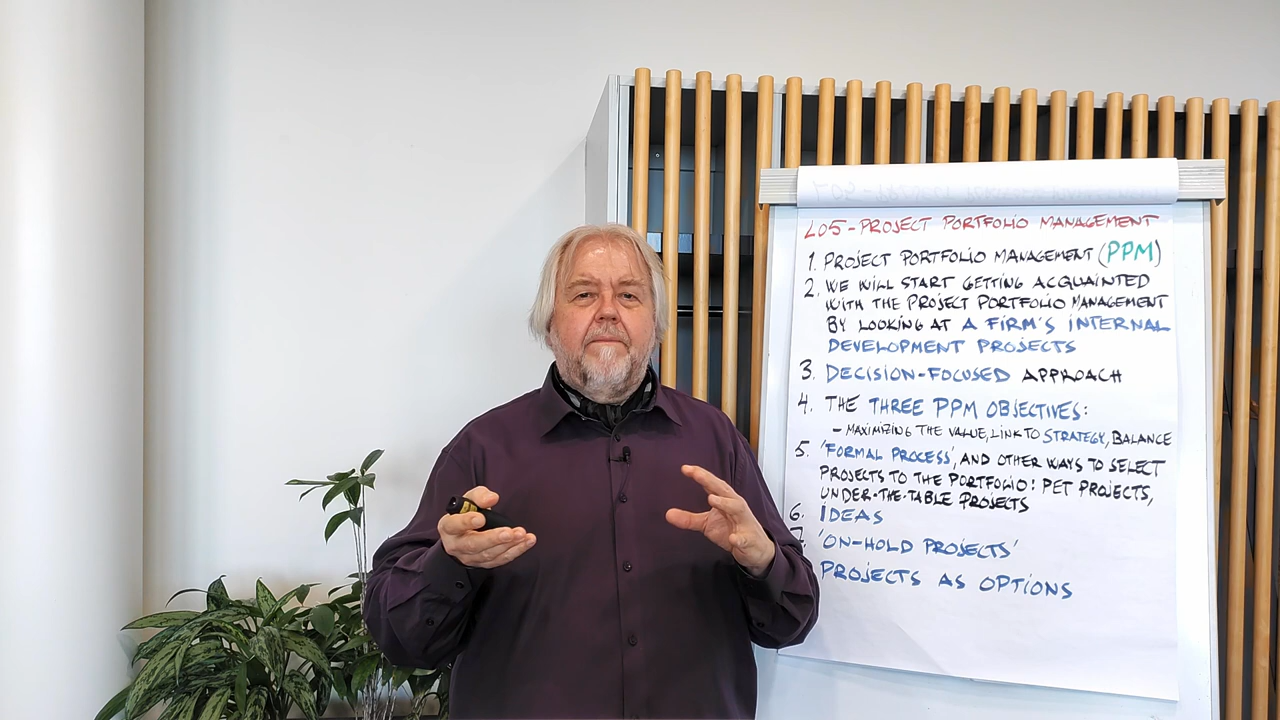 L05-PROJECT PORTFOLIO MANAGEMENT
1. PROJECT PORTFOLIO MANAGEMENT (PPM)
2. WE WILL START GETTING ACQUAINTED
WITH THE PROJECT PORTFOLIO MANAGEMENT
BY LOOKING AT A FIRM'S INTERNAL
DEVELOPMENT PROJECTS
3. DECISION-FOCUSED APPROACH
4. THE THREE PPM OBJECTIVES:
- MAXIMIZING THE VALUE, LINK TO STRATEGY, BALANCE
5. 'FORMAL PROCESS', AND OTHER WAYS TO SELECT
PROJECTS TO THE PORTFOLIO: PET PROJECTS,
UNDER-THE-TABLE PROJECTS
6. IDEAS
7. 'ON-HOLD PROJECTS'
PROJECTS AS OPTIONS